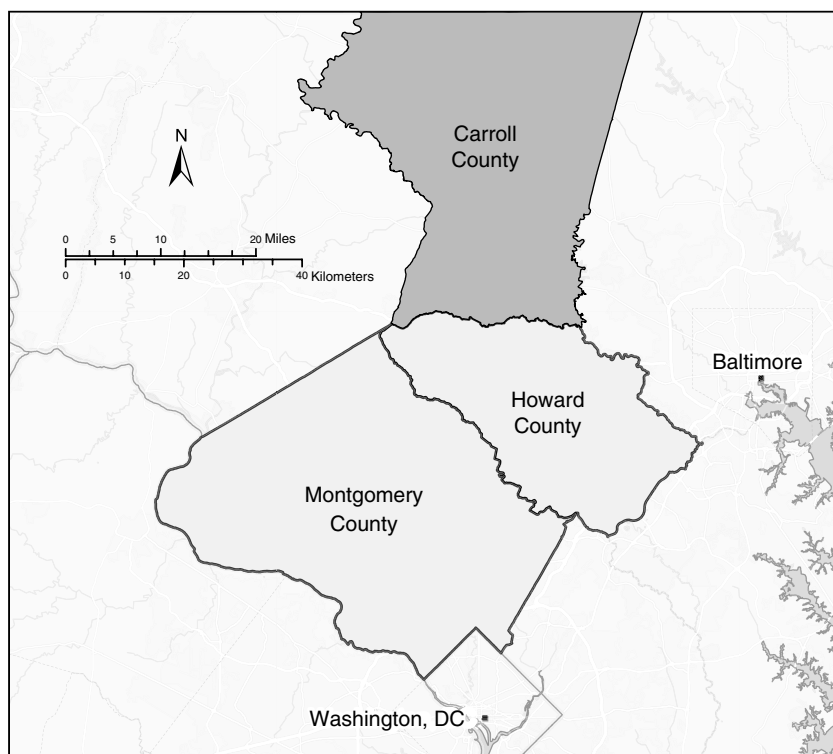 Carroll
County
N
0 5 10 20 Miles
0 10 20 40 Kilometers
Baltimore
Howard
County
Montgomery
County
Washington, DC